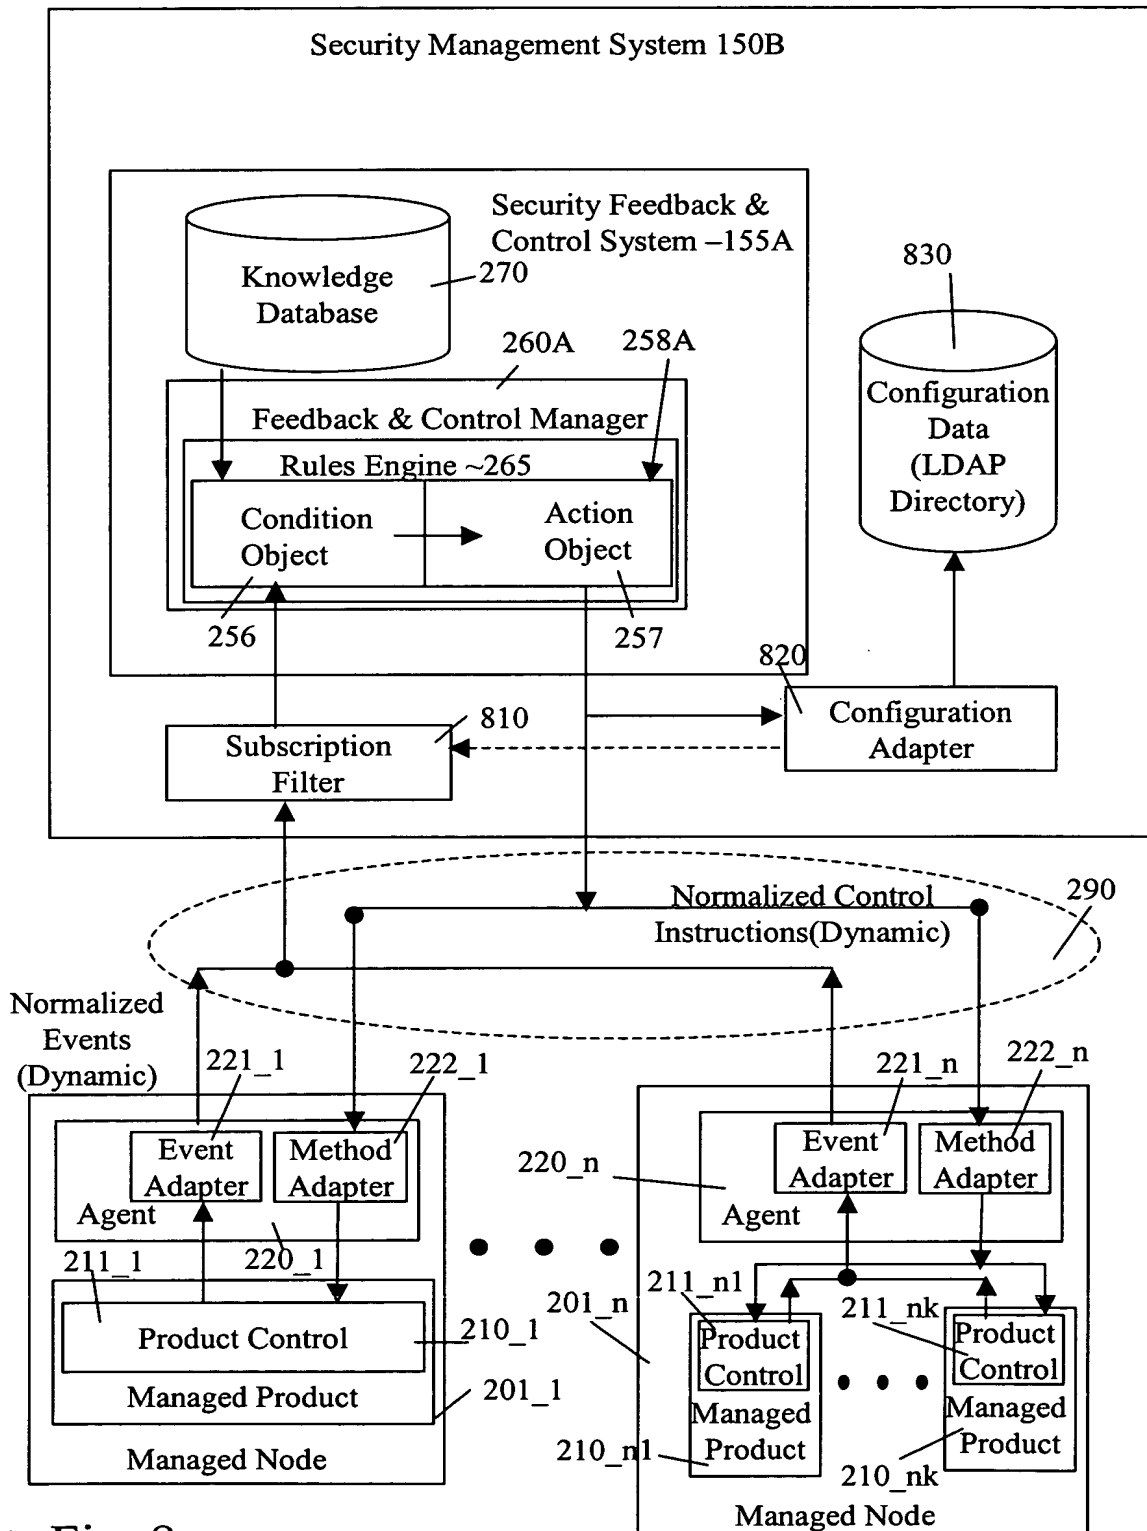 Security Management System 150B
Security Feedback &
Control System –155A
270
Knowledge
Database
830
260A
258A
Configuration
Data
(LDAP
Directory)
Feedback & Control Manager
Rules Engine ~265
Condition
Object
Action
Object
256
257
820
Configuration
Adapter
810
Subscription
Filter
Normalized Control
Instructions(Dynamic)
290
Normalized
Events
(Dynamic)
221_1
222_1
221_n
222_n
Event
Adapter
Method
Adapter
Agent
220_1
211_1
Product Control
210_1
Managed Product
201_1
Managed Node
220_n
Event
Adapter
Method
Adapter
Agent
201_n
211_n1
211_nk
Product
Control
Product
Control
Managed
Product
Managed
Product
210_n1
210_nk
Managed Node